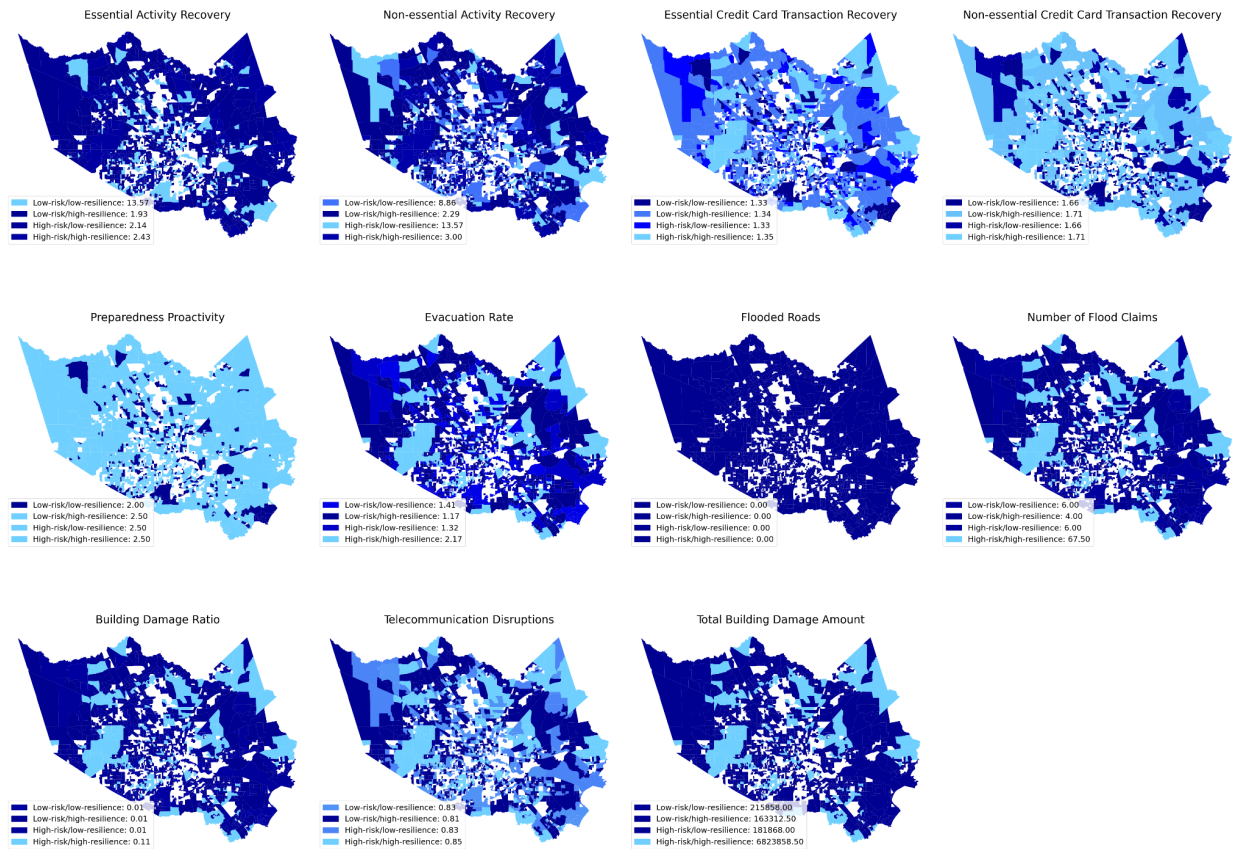 Essential Activity Recovery
Low-risk/low-resilience: 13.57
Low-risk/high-resilience: 1.93
High-risk/low-resilience: 2.14
High-risk/high-resilience: 2.43
Non-essential Activity Recovery
Low-risk/low-resilience: 8.86
Low-risk/high-resilience: 2.29
High-risk/low-resilience: 13.57
High-risk/high-resilience: 3.00
Essential Credit Card Transaction Recovery
Low-risk/low-resilience: 1.33
Low-risk/high-resilience: 1.34
High-risk/low-resilience: 1.33
High-risk/high-resilience: 1.35
Non-essential Credit Card Transaction Recovery
Low-risk/low-resilience: 1.66
Low-risk/high-resilience: 1.71
High-risk/low-resilience: 1.66
High-risk/high-resilience: 1.71
Preparedness Proactivity
Low-risk/low-resilience: 2.00
Low-risk/high-resilience: 2.50
High-risk/low-resilience: 2.50
High-risk/high-resilience: 2.50
Evacuation Rate
Low-risk/low-resilience: 1.41
Low-risk/high-resilience: 1.17
High-risk/low-resilience: 1.32
High-risk/high-resilience: 2.17
Flooded Roads
Low-risk/low-resilience: 0.00
Low-risk/high-resilience: 0.00
High-risk/low-resilience: 0.00
High-risk/high-resilience: 0.00
Number of Flood Claims
Low-risk/low-resilience: 6.00
Low-risk/high-resilience: 4.00
High-risk/low-resilience: 6.00
High-risk/high-resilience: 67.50
Building Damage Ratio
Low-risk/low-resilience: 0.01
Low-risk/high-resilience: 0.01
High-risk/low-resilience: 0.01
High-risk/high-resilience: 0.11
Telecommunication Disruptions
Low-risk/low-resilience: 0.83
Low-risk/high-resilience: 0.81
High-risk/low-resilience: 0.83
High-risk/high-resilience: 0.85
Total Building Damage Amount
Low-risk/low-resilience: 215858.00
Low-risk/high-resilience: 163312.50
High-risk/low-resilience: 181868.00
High-risk/high-resilience: 6823858.50